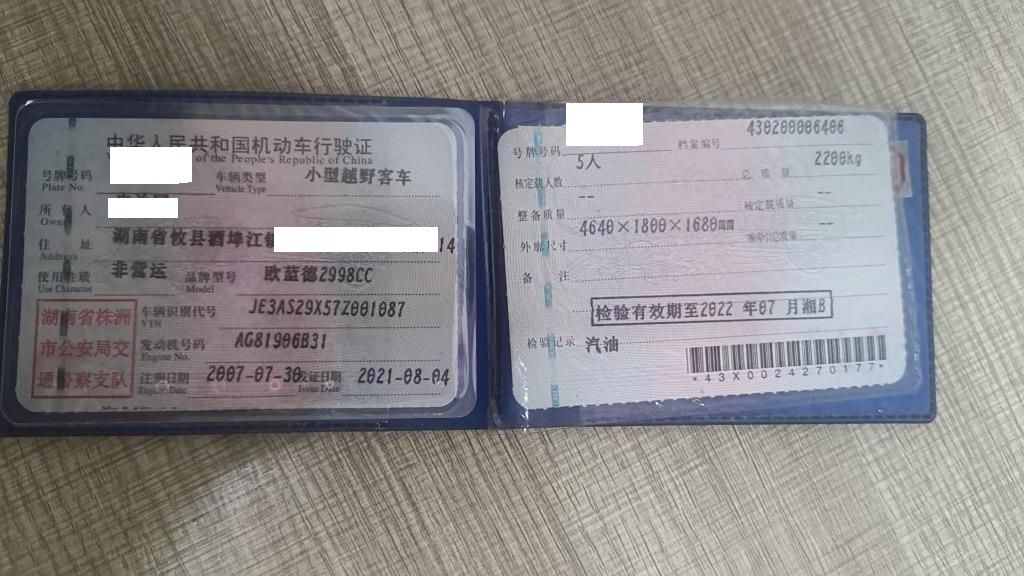 中华人民共和国机动车行驶证
of the People's Republic of China
号牌号码 车辆类型 小型越野客车
Plate No. Vehicle Type
所有人
Owner
住址 湖南省攸县酒埠江镇 14
Address
使用性质 非营运 品牌型号 欧蓝德2998CC
Use Character Model
湖南省株洲
市公安局交
通警察支队
车辆识别代号 JE3AS29X57Z001087
VIN
发动机号码 AG81906B31
Engine No.
注册日期 2007-07-30 发证日期 2021-08-04
Register Date Issue Date
号牌号码 档案编号 430200006406
核定载人数 5人 总质量 2200kg
整备质量 -- 核定载质量 --
外廓尺寸 4640×1800×1680mm 准牵引总质量 --
备注
检验有效期至2022 年07 月湘B
检验记录 汽油
*43X0024270177*